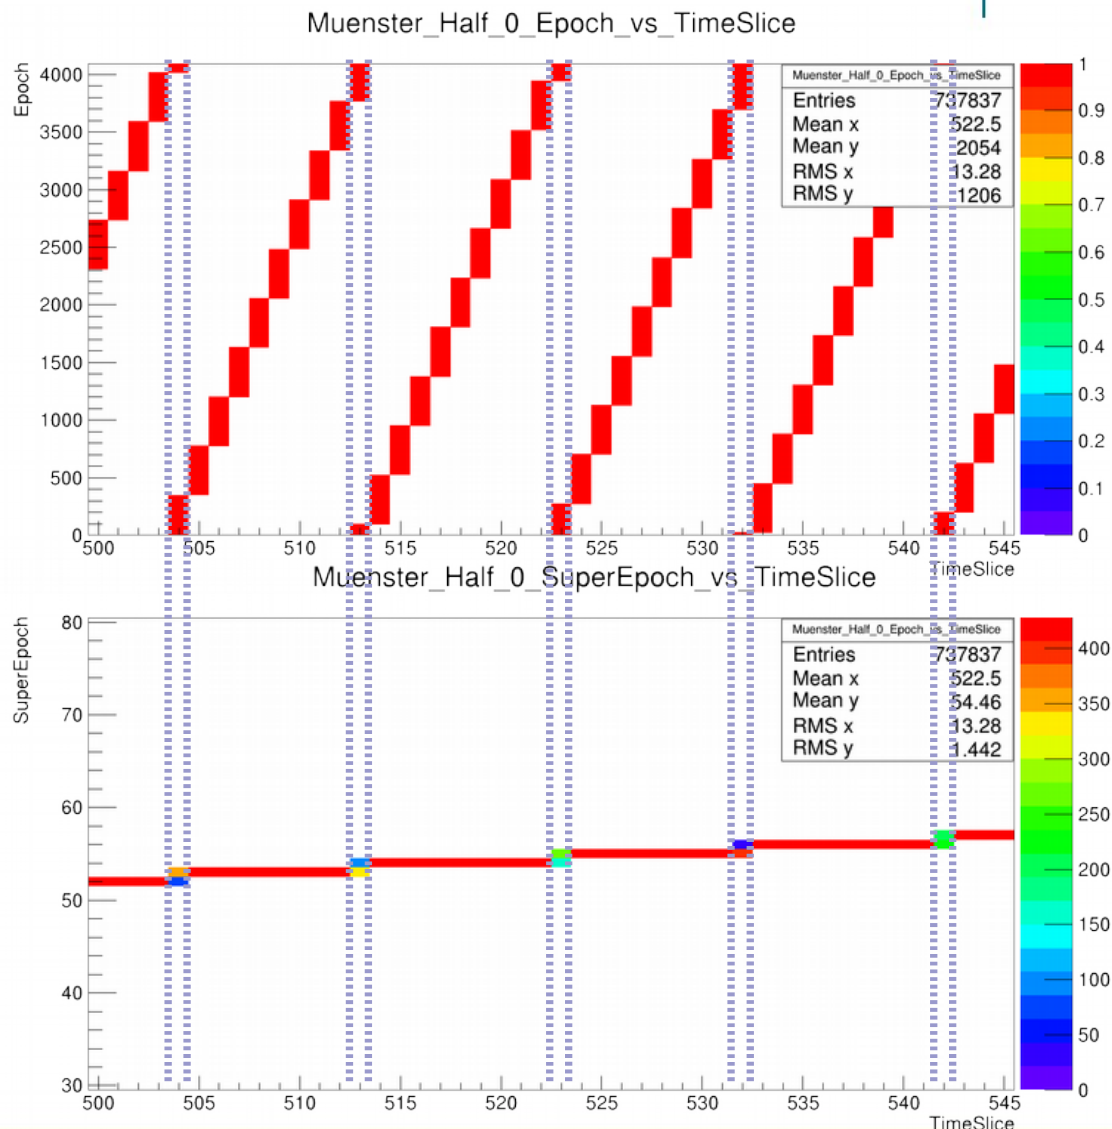 Muenster_Half_0_Epoch_vs_TimeSlice
Epoch
4000
3500
3000
2500
2000
1500
1000
500
0
500 505 510 515 520 525 530 535 540 545
TimeSlice
Muenster_Half_0_Epoch_vs_TimeSlice
Entries 737837
Mean x 522.5
Mean y 2054
RMS x 13.28
RMS y 1206
1
0.9
0.8
0.7
0.6
0.5
0.4
0.3
0.2
0.1
0
Muenster_Half_0_SuperEpoch_vs_TimeSlice
SuperEpoch
80
70
60
50
40
30
500 505 510 515 520 525 530 535 540 545
TimeSlice
Muenster_Half_0_Epoch_vs_TimeSlice
Entries 737837
Mean x 522.5
Mean y 54.46
RMS x 13.28
RMS y 1.442
400
350
300
250
200
150
100
50
0